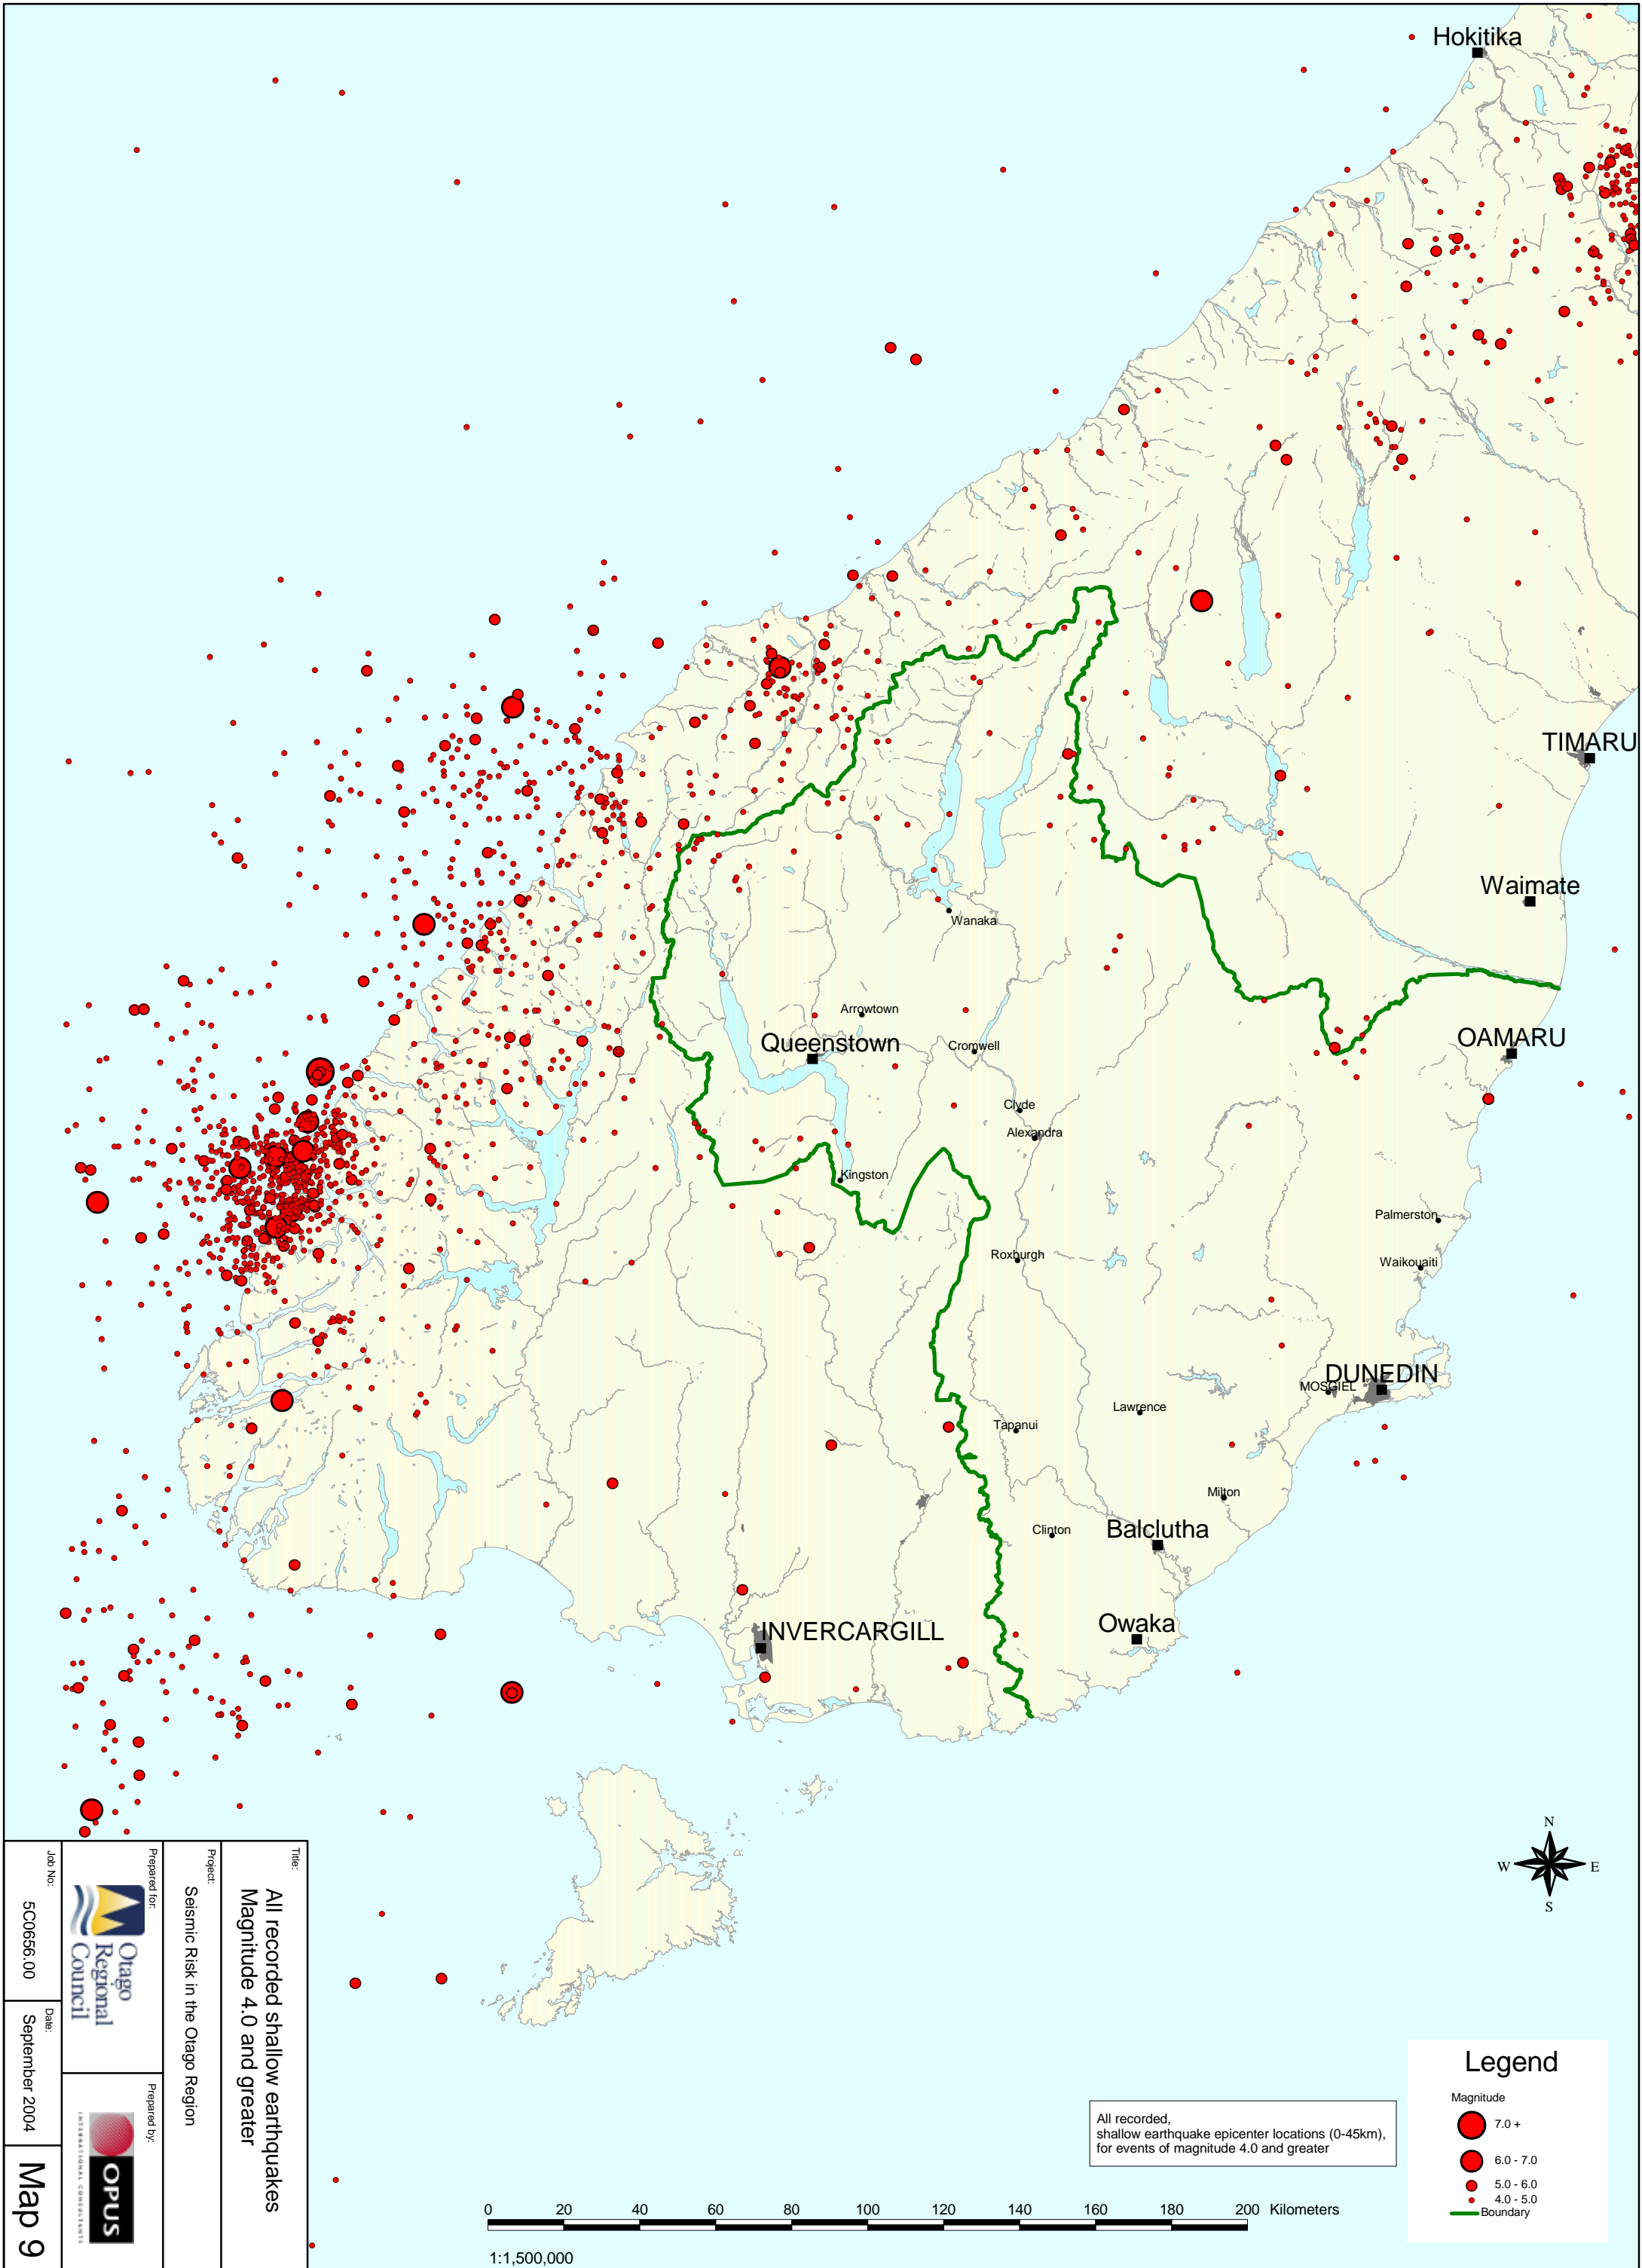 Hokitika
TIMARU
Waimate
Wanaka
Arrowtown
Queenstown
Cromwell
OAMARU
Clyde
Alexandra
Kingston
Palmerston
Roxburgh
Waikouaiti
DUNEDIN
MOSGIEL
Lawrence
Tapanui
Milton
Clinton
Balclutha
Owaka
INVERCARGILL
N
W
E
S
Title:
All recorded shallow earthquakes
Magnitude 4.0 and greater
Project:
Seismic Risk in the Otago Region
Prepared for:
Otago
Regional
Council
Prepared by:
OPUS
INTERNATIONAL CONSULTANTS
Job No:
5C0656.00
Date:
September 2004
Map 9
All recorded,
shallow earthquake epicenter locations (0-45km),
for events of magnitude 4.0 and greater
Legend
Magnitude
7.0 +
6.0 - 7.0
5.0 - 6.0
4.0 - 5.0
Boundary
0 20 40 60 80 100 120 140 160 180 200 Kilometers
1:1,500,000